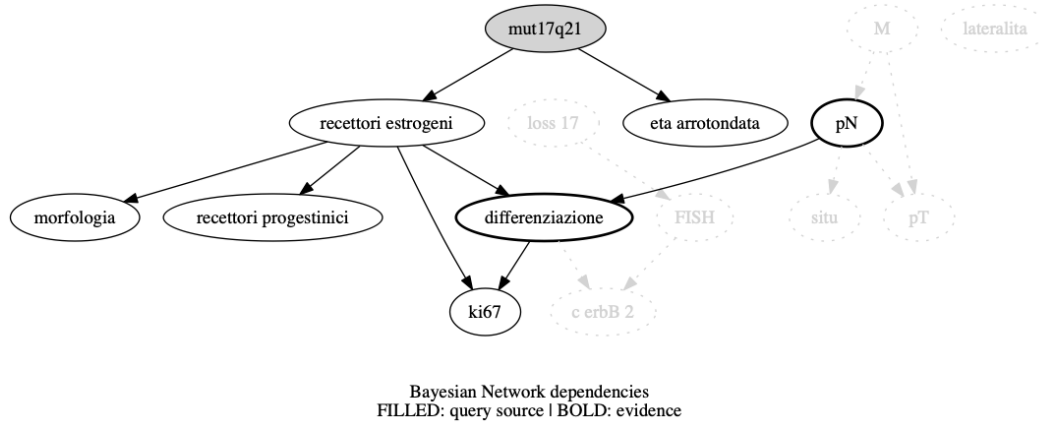 mut17q21
M
lateralita
recettori estrogeni
loss 17
eta arrotondata
pN
morfologia
recettori progestinici
differenziazione
FISH
situ
pT
ki67
c erbB 2
Bayesian Network dependencies
FILLED: query source | BOLD: evidence